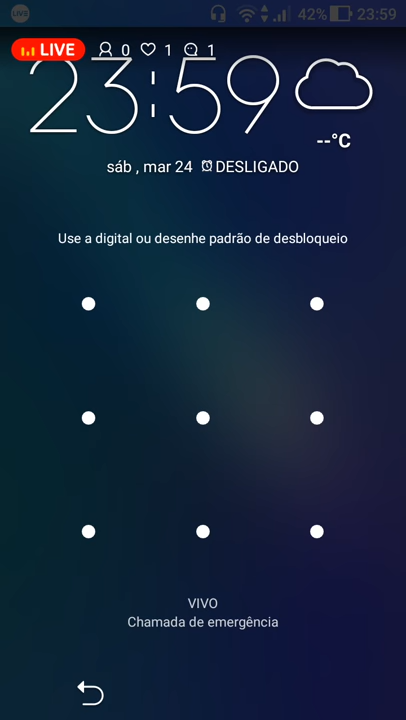 LIVE 42% 23:59
LIVE 0 1 1
23:59
--°C
sáb , mar 24 DESLIGADO
Use a digital ou desenhe padrão de desbloqueio
VIVO
Chamada de emergência